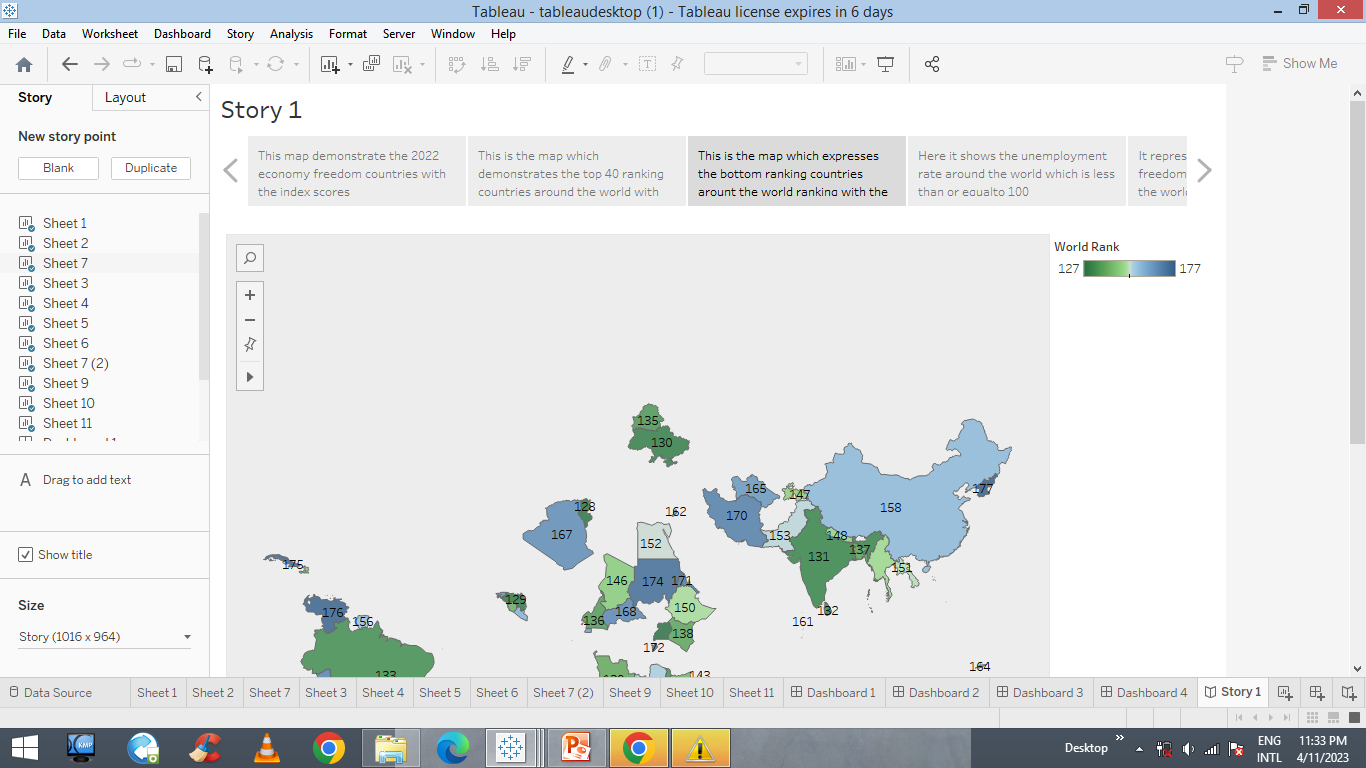 Tableau - tableaudesktop (1) - Tableau license expires in 6 days
File Data Worksheet Dashboard Story Analysis Format Server Window Help
Show Me
Story Layout
New story point
Blank Duplicate
Sheet 1
Sheet 2
Sheet 7
Sheet 3
Sheet 4
Sheet 5
Sheet 6
Sheet 7 (2)
Sheet 9
Sheet 10
Sheet 11
Dashboard 1
A Drag to add text
Show title
Size
Story (1016 x 964)
Story 1
This map demonstrate the 2022
economy freedom countries with
the index scores
This is the map which
demonstrates the top 40 ranking
countries around the world with
This is the map which expresses
the bottom ranking countries
arount the world ranking with the
Here it shows the unemployment
rate around the world which is less
than or equalto 100
It repres
freedom
the world
World Rank
127 177
135
130
177
165
147
170
158
128
162
167
152
153
148
131
137
151
175
146
174
171
129
150
132
176
156
136
168
161
138
172
164
133
143
Data Source Sheet 1 Sheet 2 Sheet 7 Sheet 3 Sheet 4 Sheet 5 Sheet 6 Sheet 7 (2) Sheet 9 Sheet 10 Sheet 11 Dashboard 1 Dashboard 2 Dashboard 3 Dashboard 4 Story 1
KMP
Desktop
ENG
INTL
11:33 PM
4/11/2023